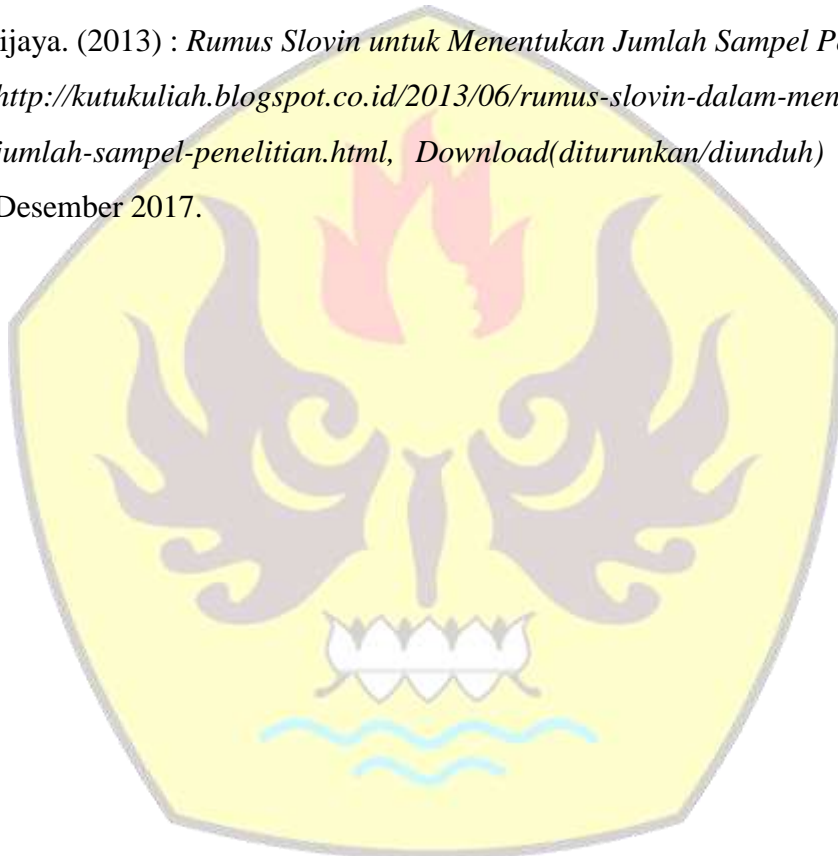 ijaya. (2013) : Rumus Slovin untuk Menentukan Jumlah Sampel P
http://kutukuliah.blogspot.co.id/2013/06/rumus-slovin-dalam-men
jumlah-sampel-penelitian.html, Download(diturunkan/diunduh)
Desember 2017.